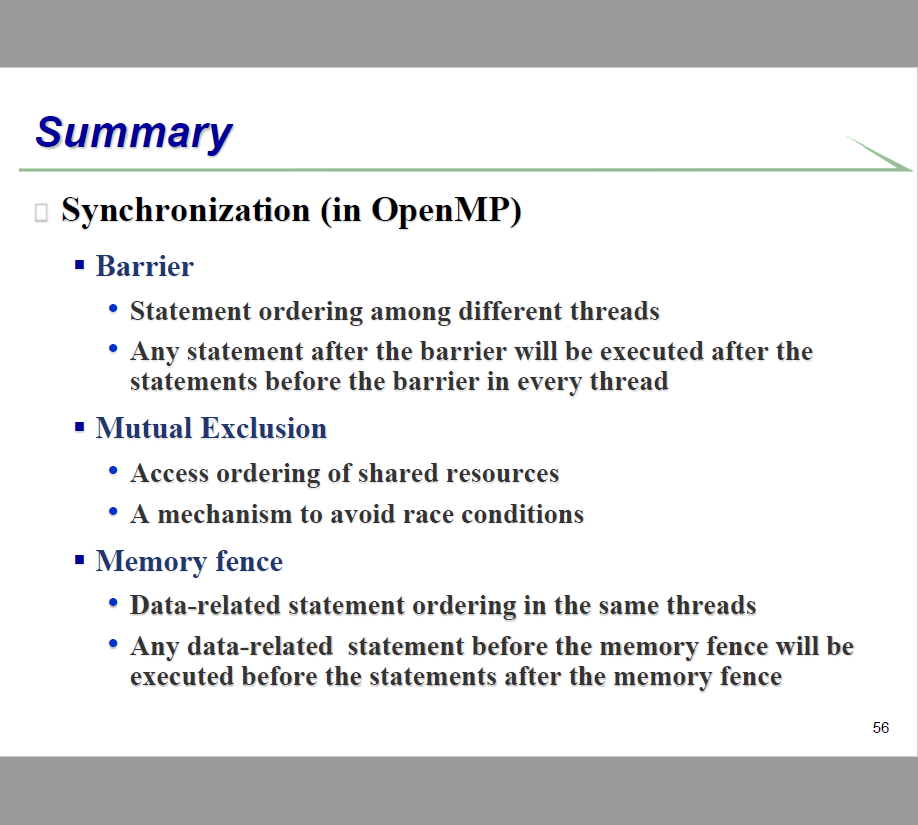 Summary
Synchronization (in OpenMP)
Barrier
Statement ordering among different threads
Any statement after the barrier will be executed after the
statements before the barrier in every thread
Mutual Exclusion
Access ordering of shared resources
A mechanism to avoid race conditions
Memory fence
Data-related statement ordering in the same threads
Any data-related  statement before the memory fence will be
executed before the statements after the memory fence
56